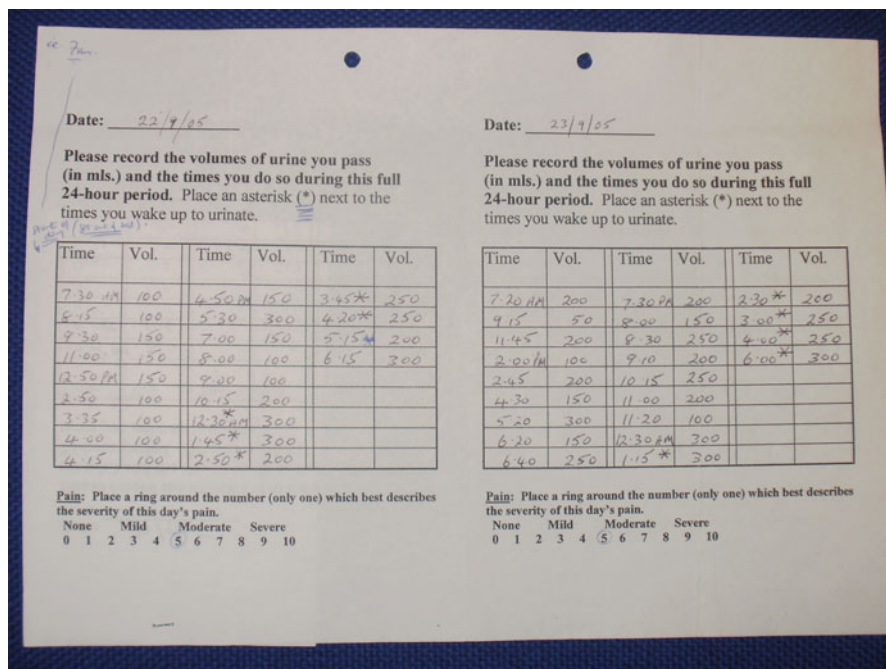 7am
Date: 22/9/05
Please record the volumes of urine you pass
(in mls.) and the times you do so during this full
24-hour period. Place an asterisk (*) next to the
times you wake up to urinate.
Time Vol. Time Vol. Time Vol.
7·30 AM 100 4·50 PM 150 3·45* 250
8·15 100 5·30 300 4·20* 250
9·30 150 7·00 150 5·15* 200
11·00 150 8·00 100 6·15 300
12·50 PM 150 9·00 100
2·50 100 10·15 200
3·35 100 12·30* AM 300
4·00 100 1·45* 300
4·15 100 2·50* 200
Pain: Place a ring around the number (only one) which best describes
the severity of this day's pain.
None Mild Moderate Severe
0 1 2 3 4 5 6 7 8 9 10
Date: 23/9/05
Please record the volumes of urine you pass
(in mls.) and the times you do so during this full
24-hour period. Place an asterisk (*) next to the
times you wake up to urinate.
Time Vol. Time Vol. Time Vol.
7·20 AM 200 7·30 PM 200 2·30* 200
9 15 50 8·00 150 3·00* 250
11·45 200 8·30 250 4·00* 250
2·00 PM 100 9 10 200 6·00* 300
2·45 200 10 15 250
4·30 150 11·00 200
5·20 300 11·20 100
6·20 150 12·30 AM 300
6·40 250 1·15* 300
Pain: Place a ring around the number (only one) which best describes
the severity of this day's pain.
None Mild Moderate Severe
0 1 2 3 4 5 6 7 8 9 10